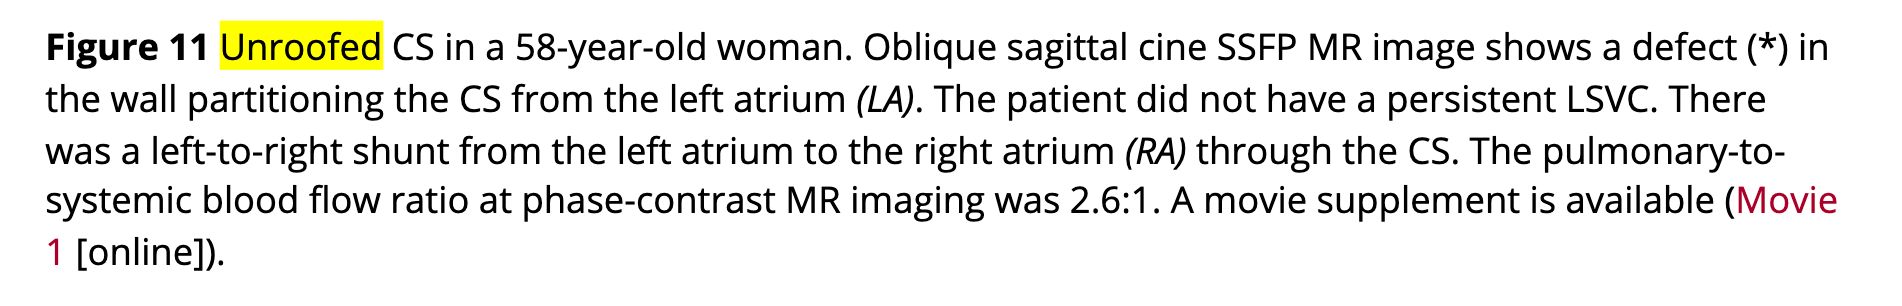 Figure 11 Unroofed CS in a 58-year-old woman. Oblique sagittal cine SSFP MR image shows a defect (*) in
the wall partitioning the CS from the left atrium (LA). The patient did not have a persistent LSVC. There
was a left-to-right shunt from the left atrium to the right atrium (RA) through the CS. The pulmonary-to-
systemic blood flow ratio at phase-contrast MR imaging was 2.6:1. A movie supplement is available (Movie
1 [online]).